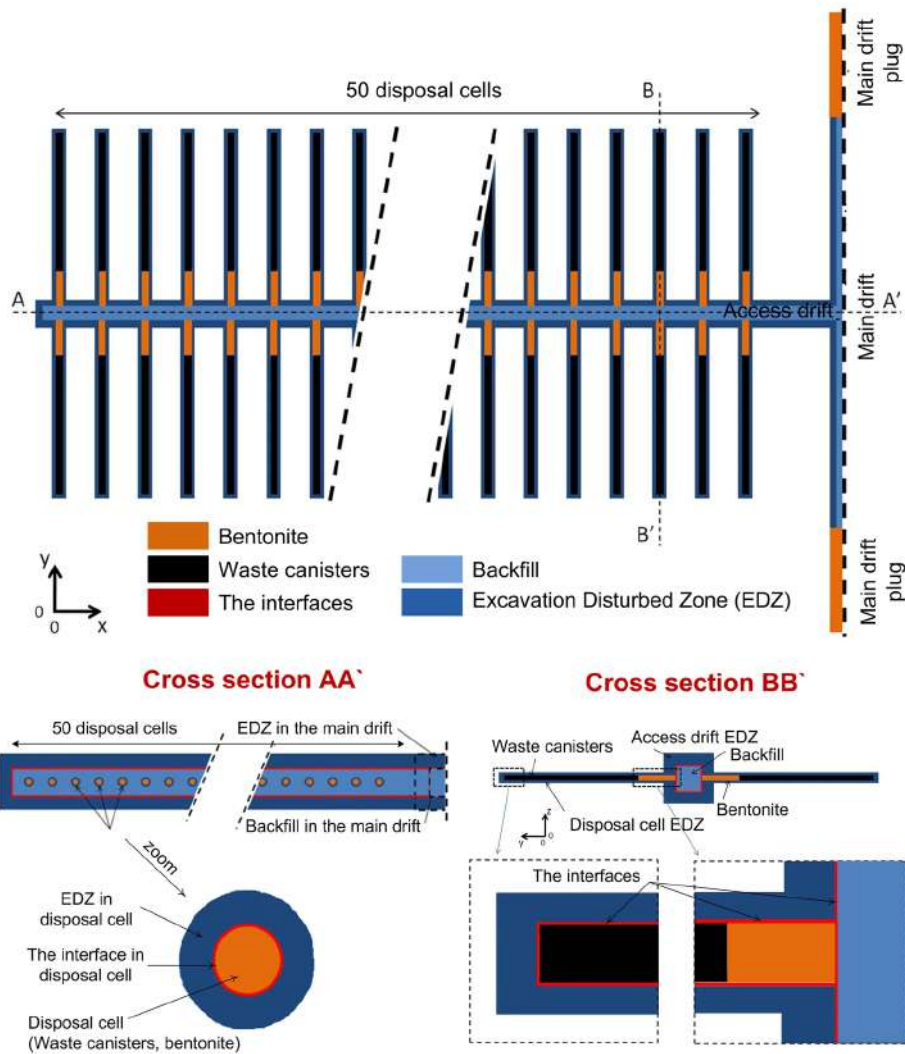 Main drift
plug
50 disposal cells
B
A
Access drift
A'
Main drift
B'
Main drift
plug
Bentonite
Waste canisters
The interfaces
Backfill
Excavation Disturbed Zone (EDZ)
y
0
0
x
Cross section AA`
50 disposal cells
EDZ in the main drift
Backfill in the main drift
zoom
EDZ in
disposal cell
The interface in
disposal cell
Disposal cell
(Waste canisters, bentonite)
Cross section BB`
Waste canisters
Access drift EDZ
Backfill
Bentonite
Disposal cell EDZ
z
y
0
0
The interfaces